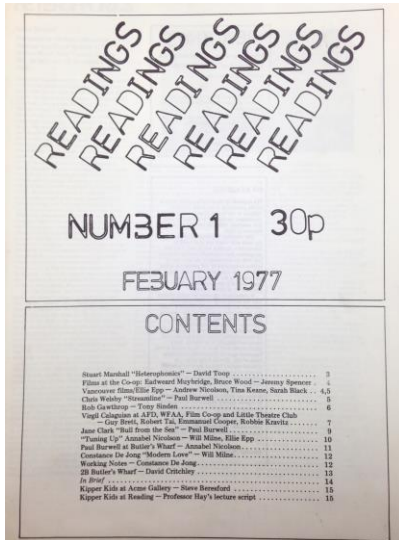 READINGS
READINGS
READINGS
READINGS
READINGS
READINGS
NUMBER 1 30p
FEBUARY 1977
CONTENTS
Stuart Marshall "Heterophonics" — David Toop 3
Films at the Co-op: Eadweard Muybridge, Bruce Wood — Jeremy Spencer 4
Vancouver films/Ellie Epp — Andrew Nicolson, Tina Keane, Sarah Black 4,5
Chris Welsby "Streamline" — Paul Burwell 5
Rob Gawthrop — Tony Sinden 6
Virgil Calaguian at AFD, WFAA, Film Co-op and Little Theatre Club
— Guy Brett, Robert Tai, Emmanuel Cooper, Robbie Kravitz 7
Jane Clark "Bull from the Sea" — Paul Burwell 9
"Tuning Up" Annabel Nicolson — Will Milne, Ellie Epp 10
Paul Burwell at Butler's Wharf — Annabel Nicolson 11
Constance De Jong "Modern Love" — Will Milne 12
Working Notes — Constance De Jong 12
2B Butler's Wharf — David Critchley 13
In Brief 14
Kipper Kids at Acme Gallery — Steve Beresford 15
Kipper Kids at Reading — Professor Hay's lecture script 15